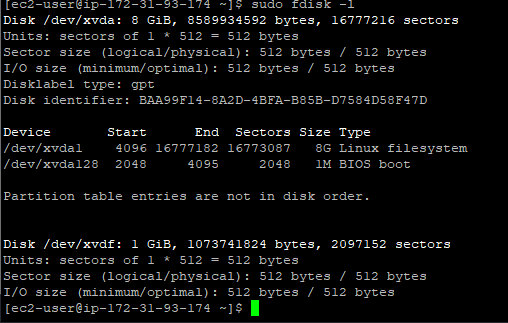 [ec2-user@ip-172-31-93-174 ~]$ sudo fdisk -l
Disk /dev/xvda: 8 GiB, 8589934592 bytes, 16777216 sectors
Units: sectors of 1 * 512 = 512 bytes
Sector size (logical/physical): 512 bytes / 512 bytes
I/O size (minimum/optimal): 512 bytes / 512 bytes
Disklabel type: gpt
Disk identifier: BAA99F14-8A2D-4BFA-B85B-D7584D58F47D

Device       Start      End  Sectors Size Type
/dev/xvda1    4096 16777182 16773087   8G Linux filesystem
/dev/xvda128  2048     4095     2048   1M BIOS boot

Partition table entries are not in disk order.

Disk /dev/xvdf: 1 GiB, 1073741824 bytes, 2097152 sectors
Units: sectors of 1 * 512 = 512 bytes
Sector size (logical/physical): 512 bytes / 512 bytes
I/O size (minimum/optimal): 512 bytes / 512 bytes
[ec2-user@ip-172-31-93-174 ~]$